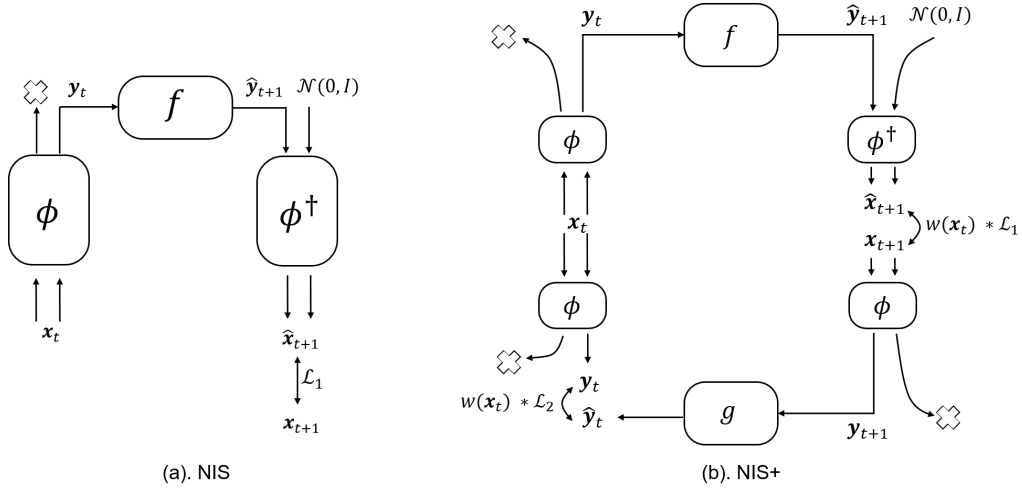 y_t
f
ŷ_{t+1}
𝒩(0, I)
ϕ
ϕ†
x_t
x̂_{t+1}
ℒ_1
x_{t+1}
(a). NIS
y_t
f
ŷ_{t+1}
𝒩(0, I)
ϕ
ϕ†
x_t
x̂_{t+1}
w(x_t) * ℒ_1
x_{t+1}
ϕ
ϕ
y_t
w(x_t) * ℒ_2
ŷ_t
g
y_{t+1}
(b). NIS+